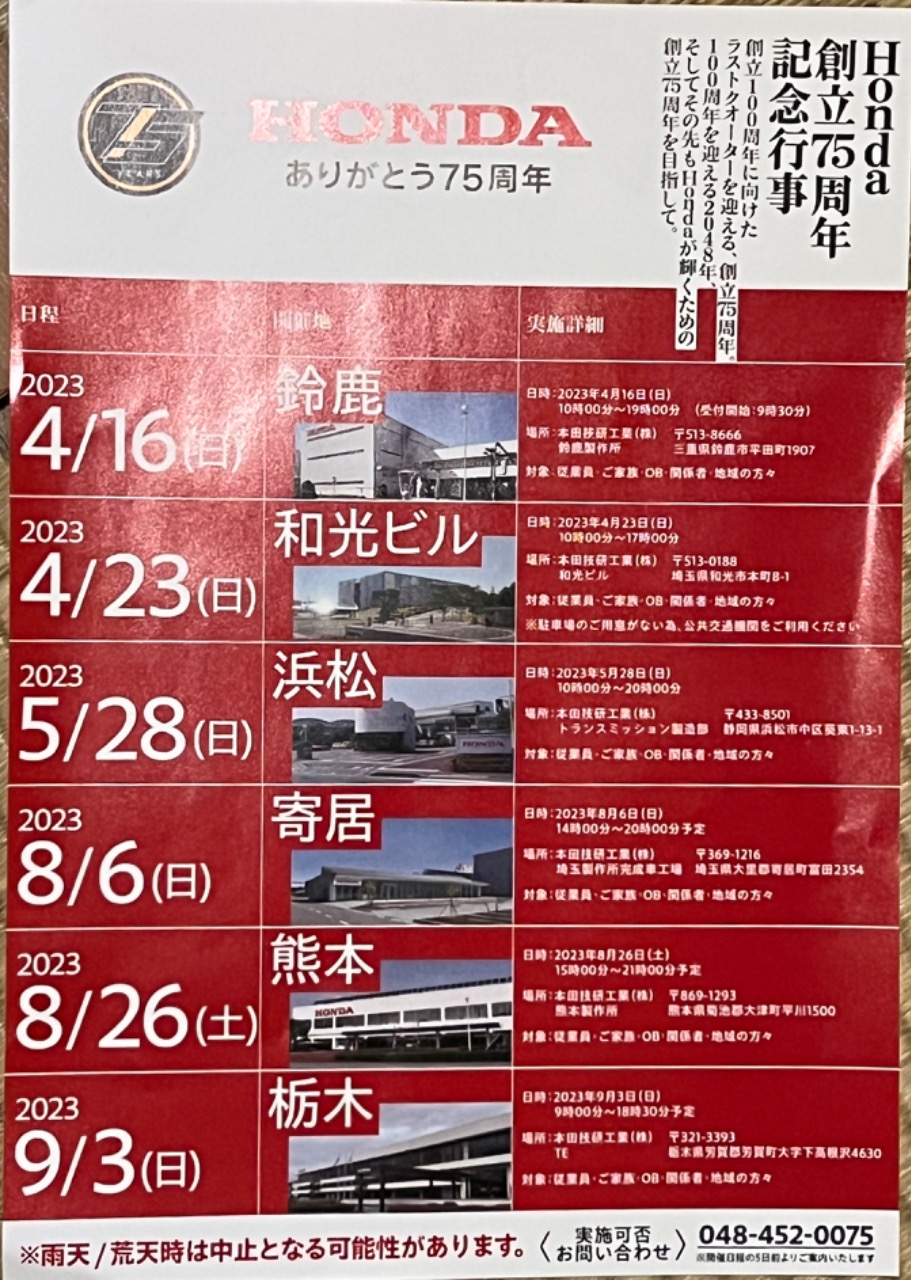 Honda
創立75周年
記念行事
創立100周年に向けた
ラストクオーターを迎える、創立75周年。
100周年を迎える2048年、
そしてその先もHondaが輝くための
創立75周年を目指して。
75
YEARS
HONDA
ありがとう75周年
日程 開催地 実施詳細
2023
4/16(日)
鈴鹿
日時:2023年4月16日(日)
10時00分〜19時00分 (受付開始:9時30分)
場所:本田技研工業(株) 〒513-8666
鈴鹿製作所 三重県鈴鹿市平田町1907
対象:従業員・ご家族・OB・関係者・地域の方々
2023
4/23(日)
和光ビル
日時:2023年4月23日(日)
10時00分〜17時00分
場所:本田技研工業(株) 〒513-0188
和光ビル 埼玉県和光市本町8-1
対象:従業員・ご家族・OB・関係者・地域の方々
※駐車場のご用意がない為、公共交通機関をご利用ください
2023
5/28(日)
浜松
HONDA
日時:2023年5月28日(日)
10時00分〜20時00分
場所:本田技研工業(株) 〒433-8501
トランスミッション製造部 静岡県浜松市中区葵東1-13-1
対象:従業員・ご家族・OB・関係者・地域の方々
2023
8/6(日)
寄居
日時:2023年8月6日(日)
14時00分〜20時00分予定
場所:本田技研工業(株) 〒369-1216
埼玉製作所完成車工場 埼玉県大里郡寄居町富田2354
対象:従業員・ご家族・OB・関係者・地域の方々
2023
8/26(土)
熊本
HONDA
日時:2023年8月26日(土)
15時00分〜21時00分予定
場所:本田技研工業(株) 〒869-1293
熊本製作所 熊本県菊池郡大津町平川1500
対象:従業員・ご家族・OB・関係者・地域の方々
2023
9/3(日)
栃木
日時:2023年9月3日(日)
9時00分〜18時30分予定
場所:本田技研工業(株) 〒321-3393
TE 栃木県芳賀郡芳賀町大字下高根沢4630
対象:従業員・ご家族・OB・関係者・地域の方々
※雨天/荒天時は中止となる可能性があります。
〈実施可否
お問い合わせ〉
048-452-0075
※開催日程の5日前よりご案内いたします